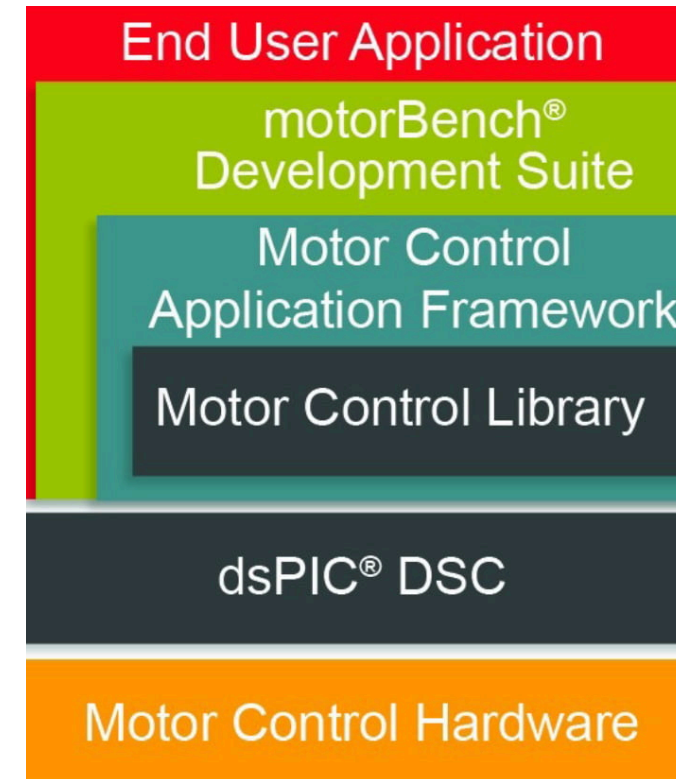 End User Application
motorBench®
Development Suite
Motor Control
Application Framework
Motor Control Library
dsPIC® DSC
Motor Control Hardware